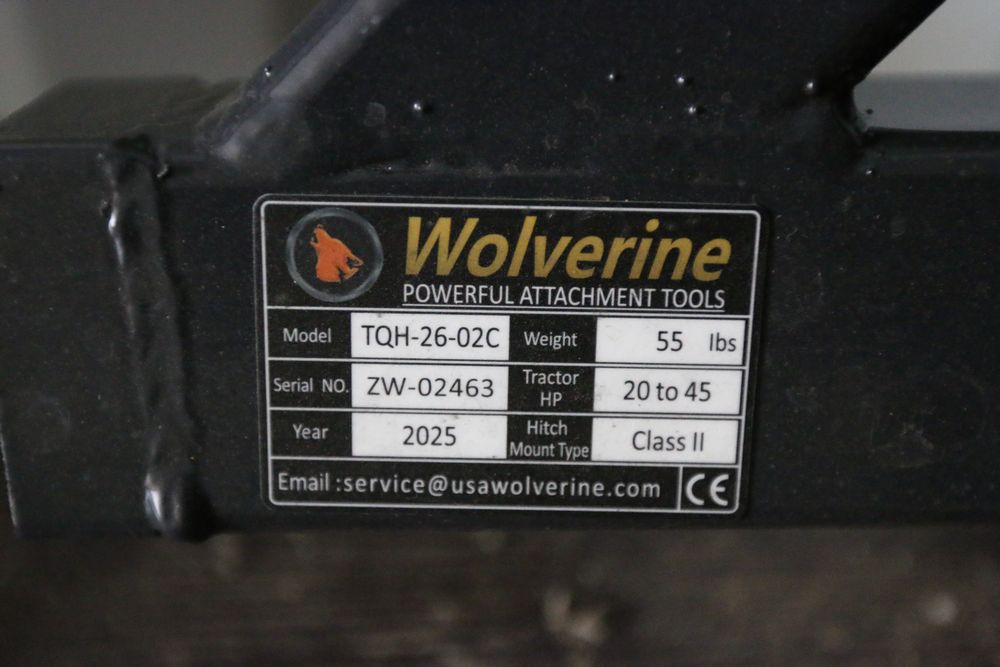 Wolverine
POWERFUL ATTACHMENT TOOLS
Model TQH-26-02C Weight 55 lbs
Serial NO. ZW-02463 Tractor HP 20 to 45
Year 2025 Hitch Mount Type Class II
Email :service@usawolverine.com CE